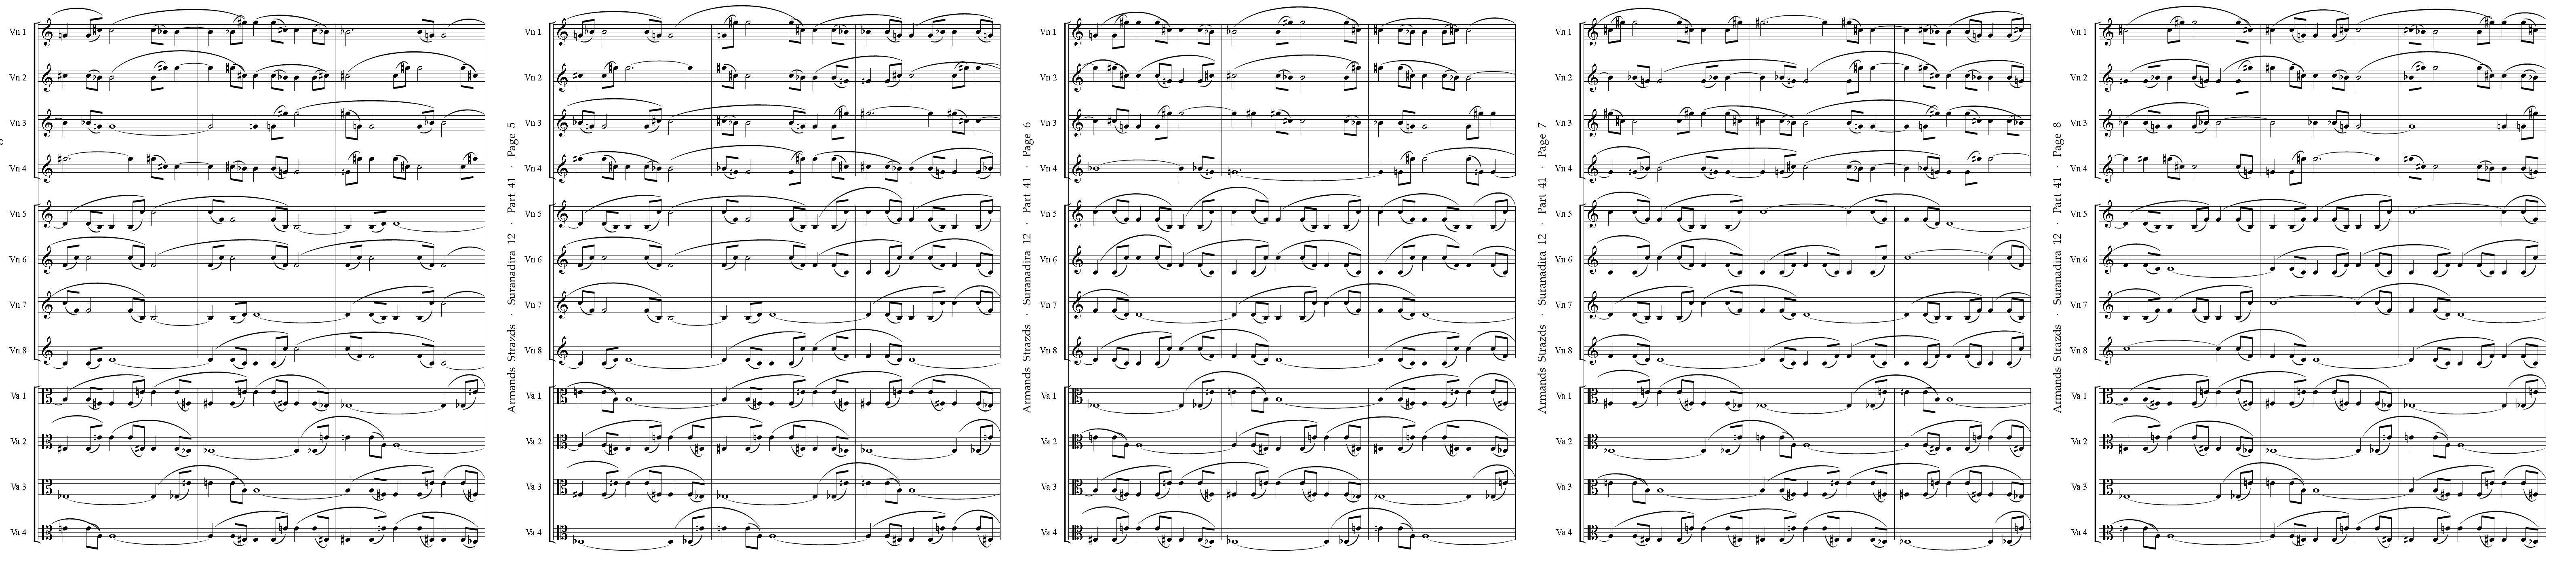 Vn 1
Vn 2
Vn 3
Vn 4
Vn 5
Vn 6
Vn 7
Vn 8
Va 1
Va 2
Va 3
Va 4
Armands Strazds · Suranadira 12 · Part 41 · Page 5
Vn 1
Vn 2
Vn 3
Vn 4
Vn 5
Vn 6
Vn 7
Vn 8
Va 1
Va 2
Va 3
Va 4
Armands Strazds · Suranadira 12 · Part 41 · Page 6
Vn 1
Vn 2
Vn 3
Vn 4
Vn 5
Vn 6
Vn 7
Vn 8
Va 1
Va 2
Va 3
Va 4
Armands Strazds · Suranadira 12 · Part 41 · Page 7
Vn 1
Vn 2
Vn 3
Vn 4
Vn 5
Vn 6
Vn 7
Vn 8
Va 1
Va 2
Va 3
Va 4
Armands Strazds · Suranadira 12 · Part 41 · Page 8
Vn 1
Vn 2
Vn 3
Vn 4
Vn 5
Vn 6
Vn 7
Vn 8
Va 1
Va 2
Va 3
Va 4